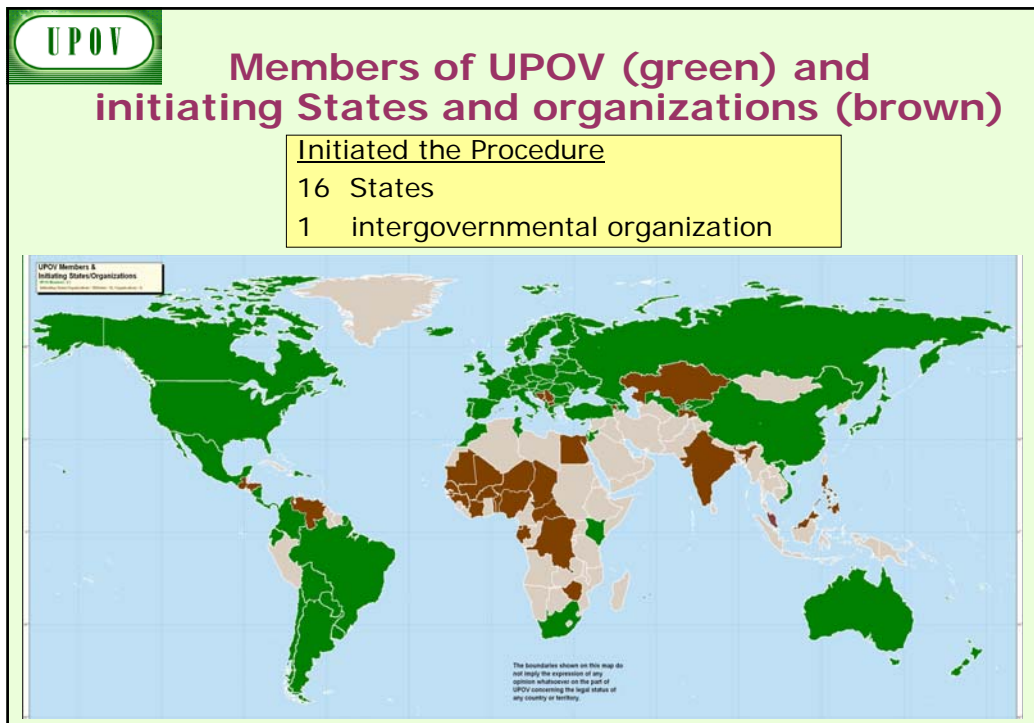 UPOV
Members of UPOV (green) and
initiating States and organizations (brown)
Initiated the Procedure
16 States
1 intergovernmental organization
UPOV Members &
Initiating States/Organizations
The boundaries shown on this map do
not imply the expression of any
opinion whatsoever on the part of
UPOV concerning the legal status of
any country or territory.